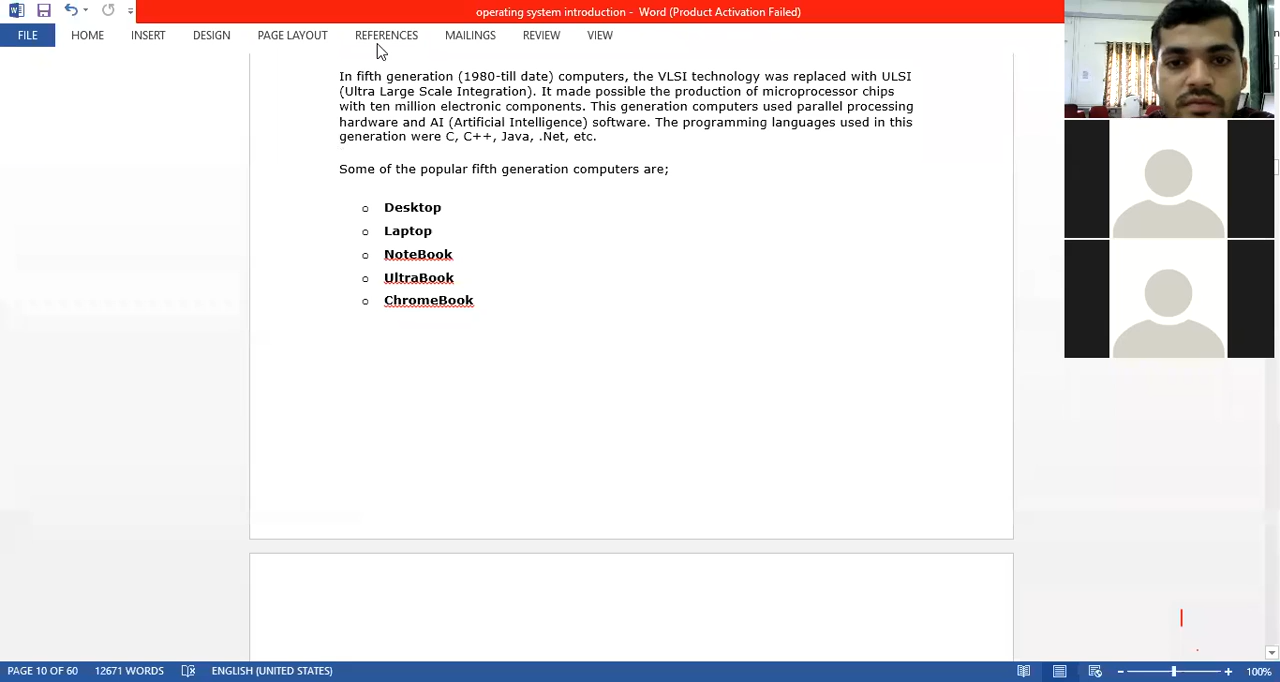 operating system introduction - Word (Product Activation Failed)
FILE HOME INSERT DESIGN PAGE LAYOUT REFERENCES MAILINGS REVIEW VIEW
In fifth generation (1980-till date) computers, the VLSI technology was replaced with ULSI
(Ultra Large Scale Integration). It made possible the production of microprocessor chips
with ten million electronic components. This generation computers used parallel processing
hardware and AI (Artificial Intelligence) software. The programming languages used in this
generation were C, C++, Java, .Net, etc.
Some of the popular fifth generation computers are;
o Desktop
o Laptop
o NoteBook
o UltraBook
o ChromeBook
PAGE 10 OF 60 12671 WORDS ENGLISH (UNITED STATES) 100%